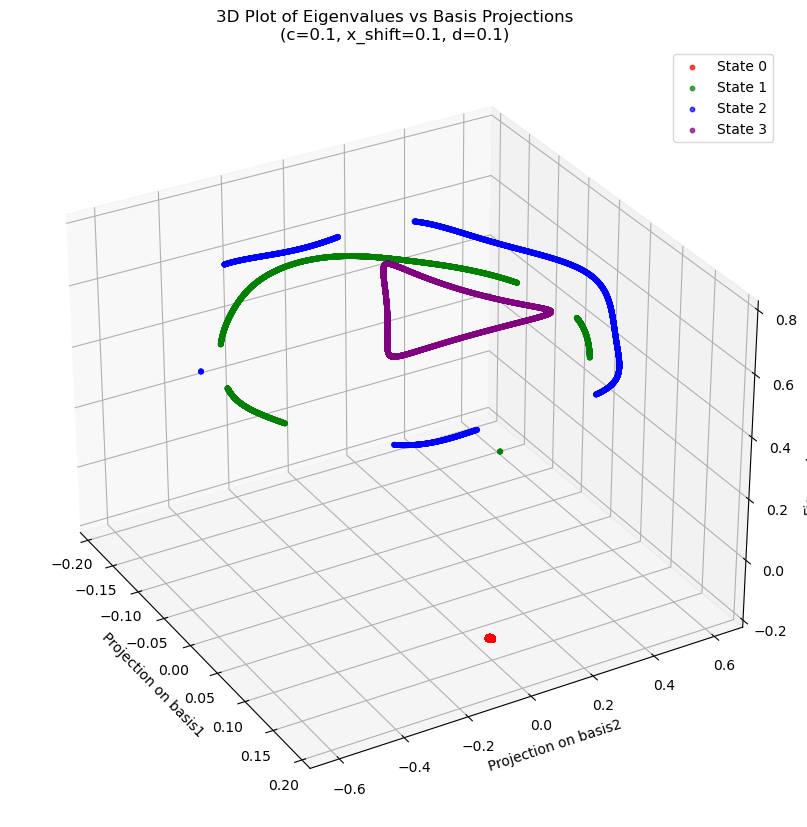 3D Plot of Eigenvalues vs Basis Projections
(c=0.1, x_shift=0.1, d=0.1)
State 0
State 1
State 2
State 3
0.8
0.6
0.4
0.2
0.0
−0.2
−0.20
−0.15
−0.10
−0.05
0.00
0.05
0.10
0.15
0.20
Projection on basis1
−0.6
−0.4
−0.2
0.0
0.2
0.4
0.6
Projection on basis2